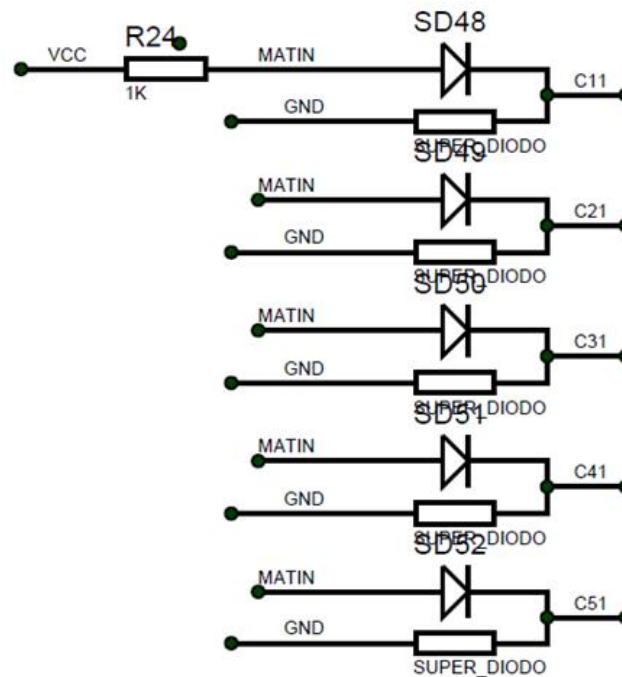 SD48
R24
VCC
MATIN
C11
1K
GND
SUPER_DIODO
SD49
MATIN
C21
GND
SUPER_DIODO
SD50
MATIN
C31
GND
SUPER_DIODO
SD51
MATIN
C41
GND
SUPER_DIODO
SD52
MATIN
C51
GND
SUPER_DIODO